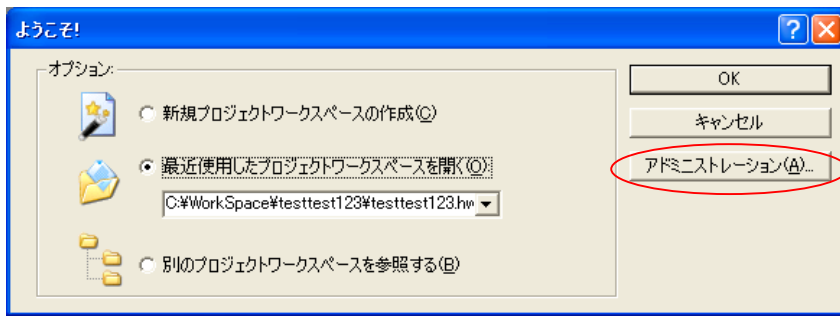 ようこそ!
オプション:
新規プロジェクトワークスペースの作成(C)
最近使用したプロジェクトワークスペースを開く(O):
C:¥WorkSpace¥testtest123¥testtest123.hw
別のプロジェクトワークスペースを参照する(B)
OK
キャンセル
アドミニストレーション(A)...